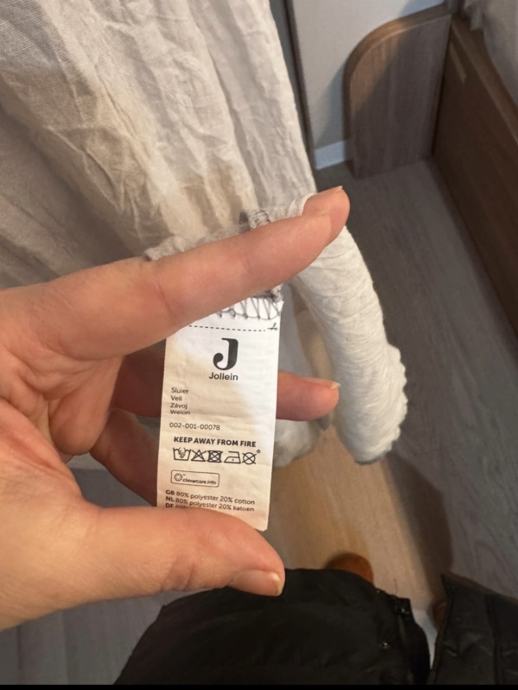 J
Jollein
Sluier
Veil
Závoj
Welon
002-001-00078
KEEP AWAY FROM FIRE
clevercare.info
GB 80% polyester 20% cotton
NL 80% polyester 20% katoen